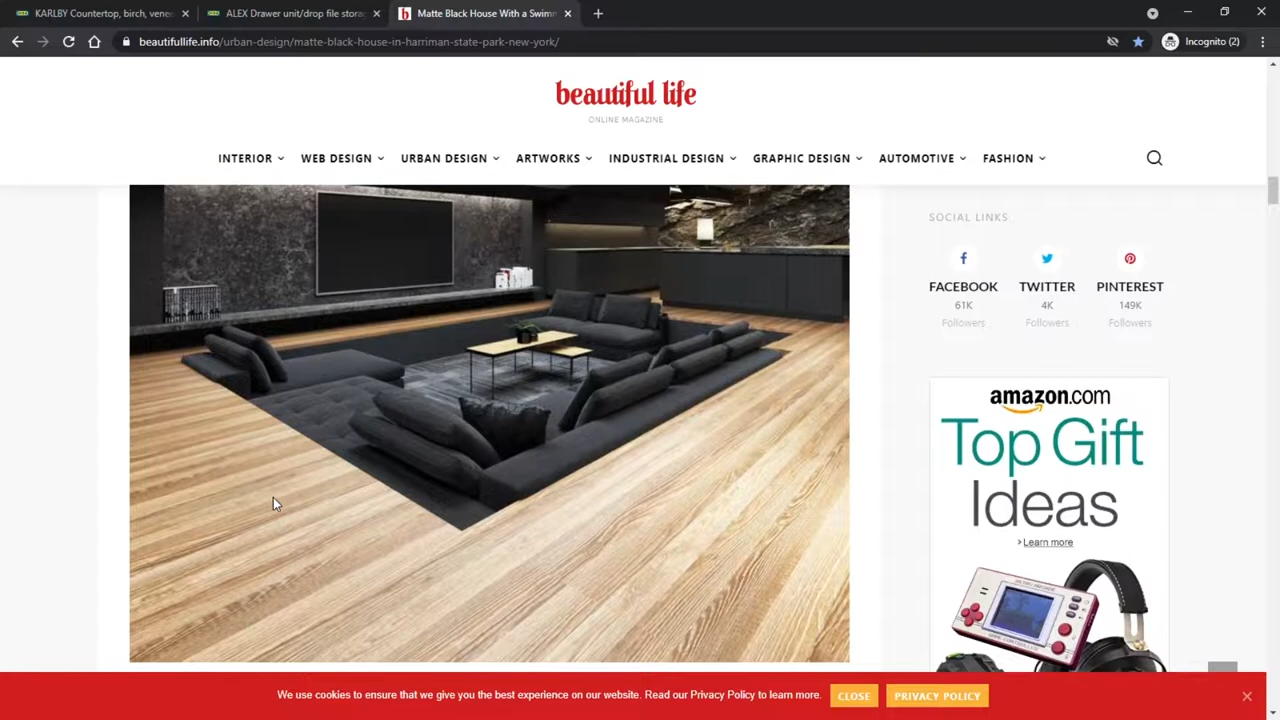 KARLBY Countertop, birch, vene
ALEX Drawer unit/drop file storag
Matte Black House With a Swimm
beautifullife.info/urban-design/matte-black-house-in-harriman-state-park-new-york/
Incognito (2)
beautiful life
ONLINE MAGAZINE
INTERIOR WEB DESIGN URBAN DESIGN ARTWORKS INDUSTRIAL DESIGN GRAPHIC DESIGN AUTOMOTIVE FASHION
SOCIAL LINKS
FACEBOOK TWITTER PINTEREST
61K 4K 149K
Followers Followers Followers
amazon.com
Top Gift
Ideas
Learn more
We use cookies to ensure that we give you the best experience on our website. Read our Privacy Policy to learn more. CLOSE PRIVACY POLICY